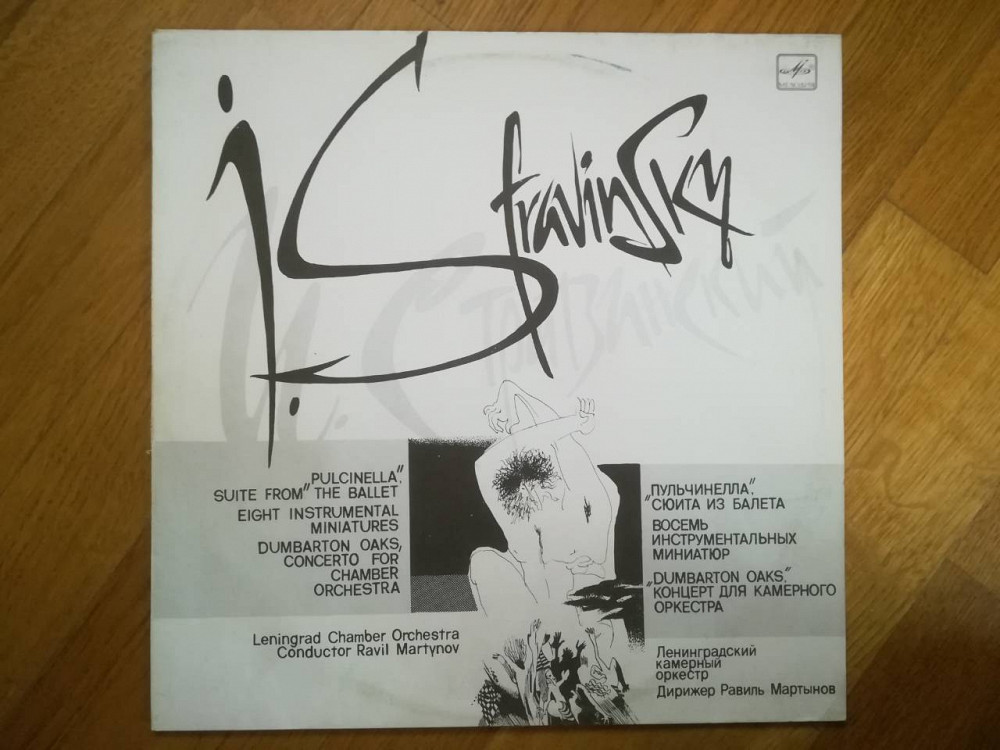 I. Stravinsky
И. Стравинский
"PULCINELLA",
SUITE FROM THE BALLET
EIGHT INSTRUMENTAL
MINIATURES
DUMBARTON OAKS,
CONCERTO FOR
CHAMBER
ORCHESTRA
Leningrad Chamber Orchestra
Conductor Ravil Martynov
„ПУЛЬЧИНЕЛЛА",
СЮИТА ИЗ БАЛЕТА
ВОСЕМЬ
ИНСТРУМЕНТАЛЬНЫХ
МИНИАТЮР
„DUMBARTON OAKS,"
КОНЦЕРТ ДЛЯ КАМЕРНОГО
ОРКЕСТРА
Ленинградский
камерный
оркестр
Дирижер Равиль Мартынов